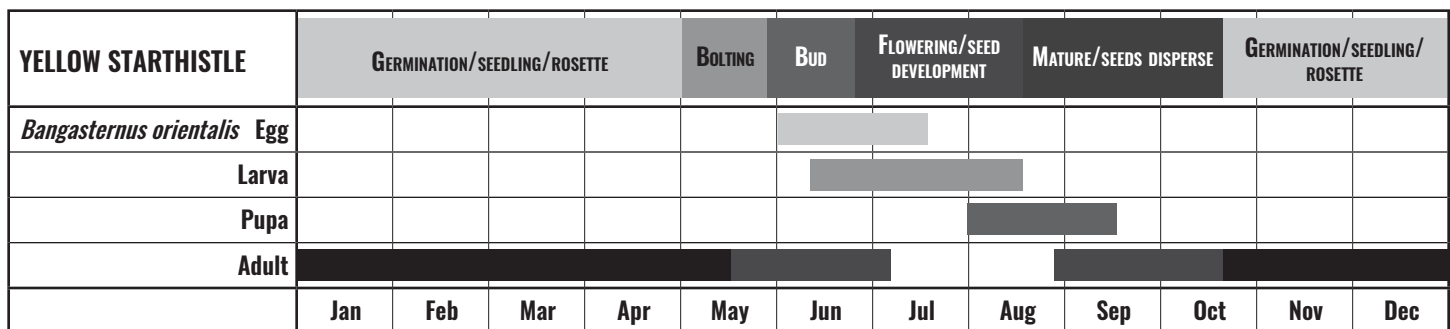 YELLOW STARTHISTLE
Germination/seedling/rosette
Bolting
Bud
Flowering/seed
development
Mature/seeds disperse
Germination/seedling/
rosette
Bangasternus orientalis Egg
Larva
Pupa
Adult
Jan Feb Mar Apr May Jun Jul Aug Sep Oct Nov Dec